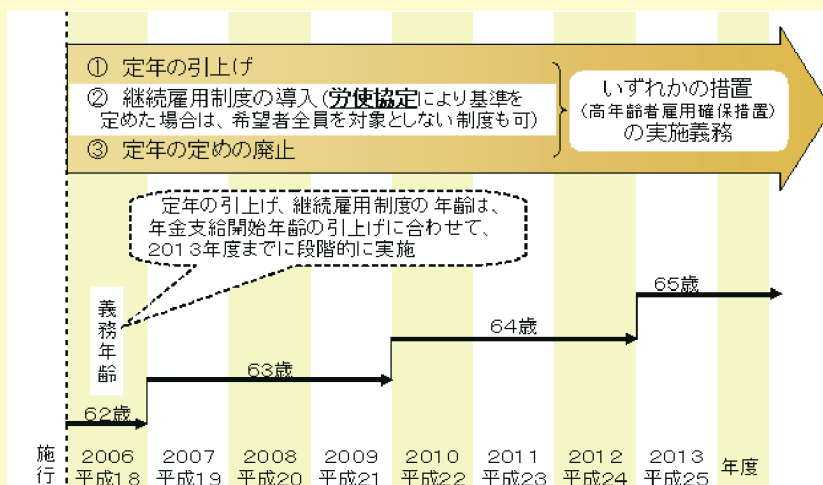 ① 定年の引上げ
② 継続雇用制度の導入(労使協定により基準を
定めた場合は、希望者全員を対象としない制度も可)
③ 定年の定めの廃止
いずれかの措置
(高年齢者雇用確保措置)
の実施義務
定年の引上げ、継続雇用制度の年齢は、
年金支給開始年齢の引上げに合わせて、
2013年度までに段階的に実施
義務年齢
62歳
63歳
64歳
65歳
施行
2006 2007 2008 2009 2010 2011 2012 2013 年度
平成18 平成19 平成20 平成21 平成22 平成23 平成24 平成25